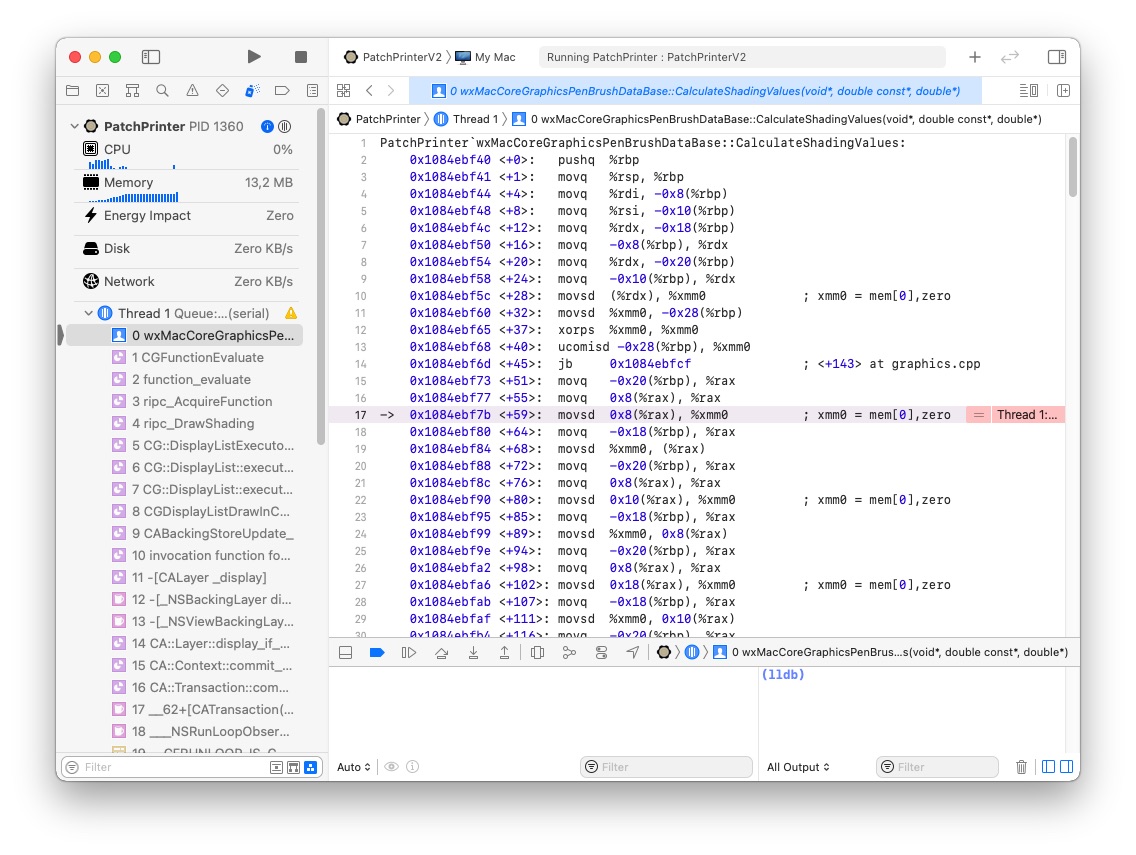 PatchPrinterV2 My Mac Running PatchPrinter : PatchPrinterV2
0 wxMacCoreGraphicsPenBrushDataBase::CalculateShadingValues(void*, double const*, double*)
PatchPrinter Thread 1 0 wxMacCoreGraphicsPenBrushDataBase::CalculateShadingValues(void*, double const*, double*)
PatchPrinter PID 1360
CPU 0%
Memory 13,2 MB
Energy Impact Zero
Disk Zero KB/s
Network Zero KB/s
Thread 1 Queue:...(serial)
0 wxMacCoreGraphicsPe...
1 CGFunctionEvaluate
2 function_evaluate
3 ripc_AcquireFunction
4 ripc_DrawShading
5 CG::DisplayListExecuto...
6 CG::DisplayList::execut...
7 CG::DisplayList::execut...
8 CGDisplayListDrawInC...
9 CABackingStoreUpdate_
10 invocation function fo...
11 -[CALayer _display]
12 -[_NSBackingLayer di...
13 -[_NSViewBackingLay...
14 CA::Layer::display_if_...
15 CA::Context::commit_...
16 CA::Transaction::com...
17 __62+[CATransaction(...
18 ____NSRunLoopObser...
Filter
1 PatchPrinter`wxMacCoreGraphicsPenBrushDataBase::CalculateShadingValues:
2 0x1084ebf40 <+0>: pushq %rbp
3 0x1084ebf41 <+1>: movq %rsp, %rbp
4 0x1084ebf44 <+4>: movq %rdi, -0x8(%rbp)
5 0x1084ebf48 <+8>: movq %rsi, -0x10(%rbp)
6 0x1084ebf4c <+12>: movq %rdx, -0x18(%rbp)
7 0x1084ebf50 <+16>: movq -0x8(%rbp), %rdx
8 0x1084ebf54 <+20>: movq %rdx, -0x20(%rbp)
9 0x1084ebf58 <+24>: movq -0x10(%rbp), %rdx
10 0x1084ebf5c <+28>: movsd (%rdx), %xmm0 ; xmm0 = mem[0],zero
11 0x1084ebf60 <+32>: movsd %xmm0, -0x28(%rbp)
12 0x1084ebf65 <+37>: xorps %xmm0, %xmm0
13 0x1084ebf68 <+40>: ucomisd -0x28(%rbp), %xmm0
14 0x1084ebf6d <+45>: jb 0x1084ebfcf ; <+143> at graphics.cpp
15 0x1084ebf73 <+51>: movq -0x20(%rbp), %rax
16 0x1084ebf77 <+55>: movq 0x8(%rax), %rax
17 -> 0x1084ebf7b <+59>: movsd 0x8(%rax), %xmm0 ; xmm0 = mem[0],zero = Thread 1:...
18 0x1084ebf80 <+64>: movq -0x18(%rbp), %rax
19 0x1084ebf84 <+68>: movsd %xmm0, (%rax)
20 0x1084ebf88 <+72>: movq -0x20(%rbp), %rax
21 0x1084ebf8c <+76>: movq 0x8(%rax), %rax
22 0x1084ebf90 <+80>: movsd 0x10(%rax), %xmm0 ; xmm0 = mem[0],zero
23 0x1084ebf95 <+85>: movq -0x18(%rbp), %rax
24 0x1084ebf99 <+89>: movsd %xmm0, 0x8(%rax)
25 0x1084ebf9e <+94>: movq -0x20(%rbp), %rax
26 0x1084ebfa2 <+98>: movq 0x8(%rax), %rax
27 0x1084ebfa6 <+102>: movsd 0x18(%rax), %xmm0 ; xmm0 = mem[0],zero
28 0x1084ebfab <+107>: movq -0x18(%rbp), %rax
29 0x1084ebfaf <+111>: movsd %xmm0, 0x10(%rax)
30 0x1084ebfb4 <+116>: movq -0x20(%rbp), %rax
0 wxMacCoreGraphicsPenBrus...s(void*, double const*, double*)
(lldb)
Auto Filter All Output Filter